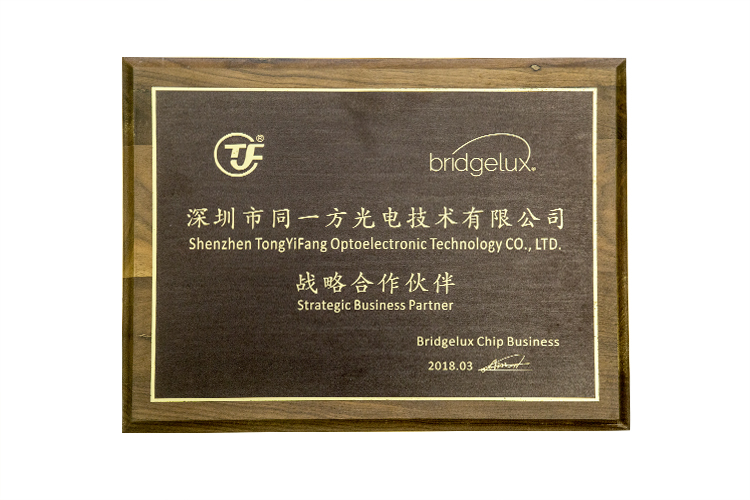 TYF®
bridgelux®
深圳市同一方光电技术有限公司
Shenzhen TongYiFang Optoelectronic Technology CO., LTD.
战略合作伙伴
Strategic Business Partner
Bridgelux Chip Business
2018.03